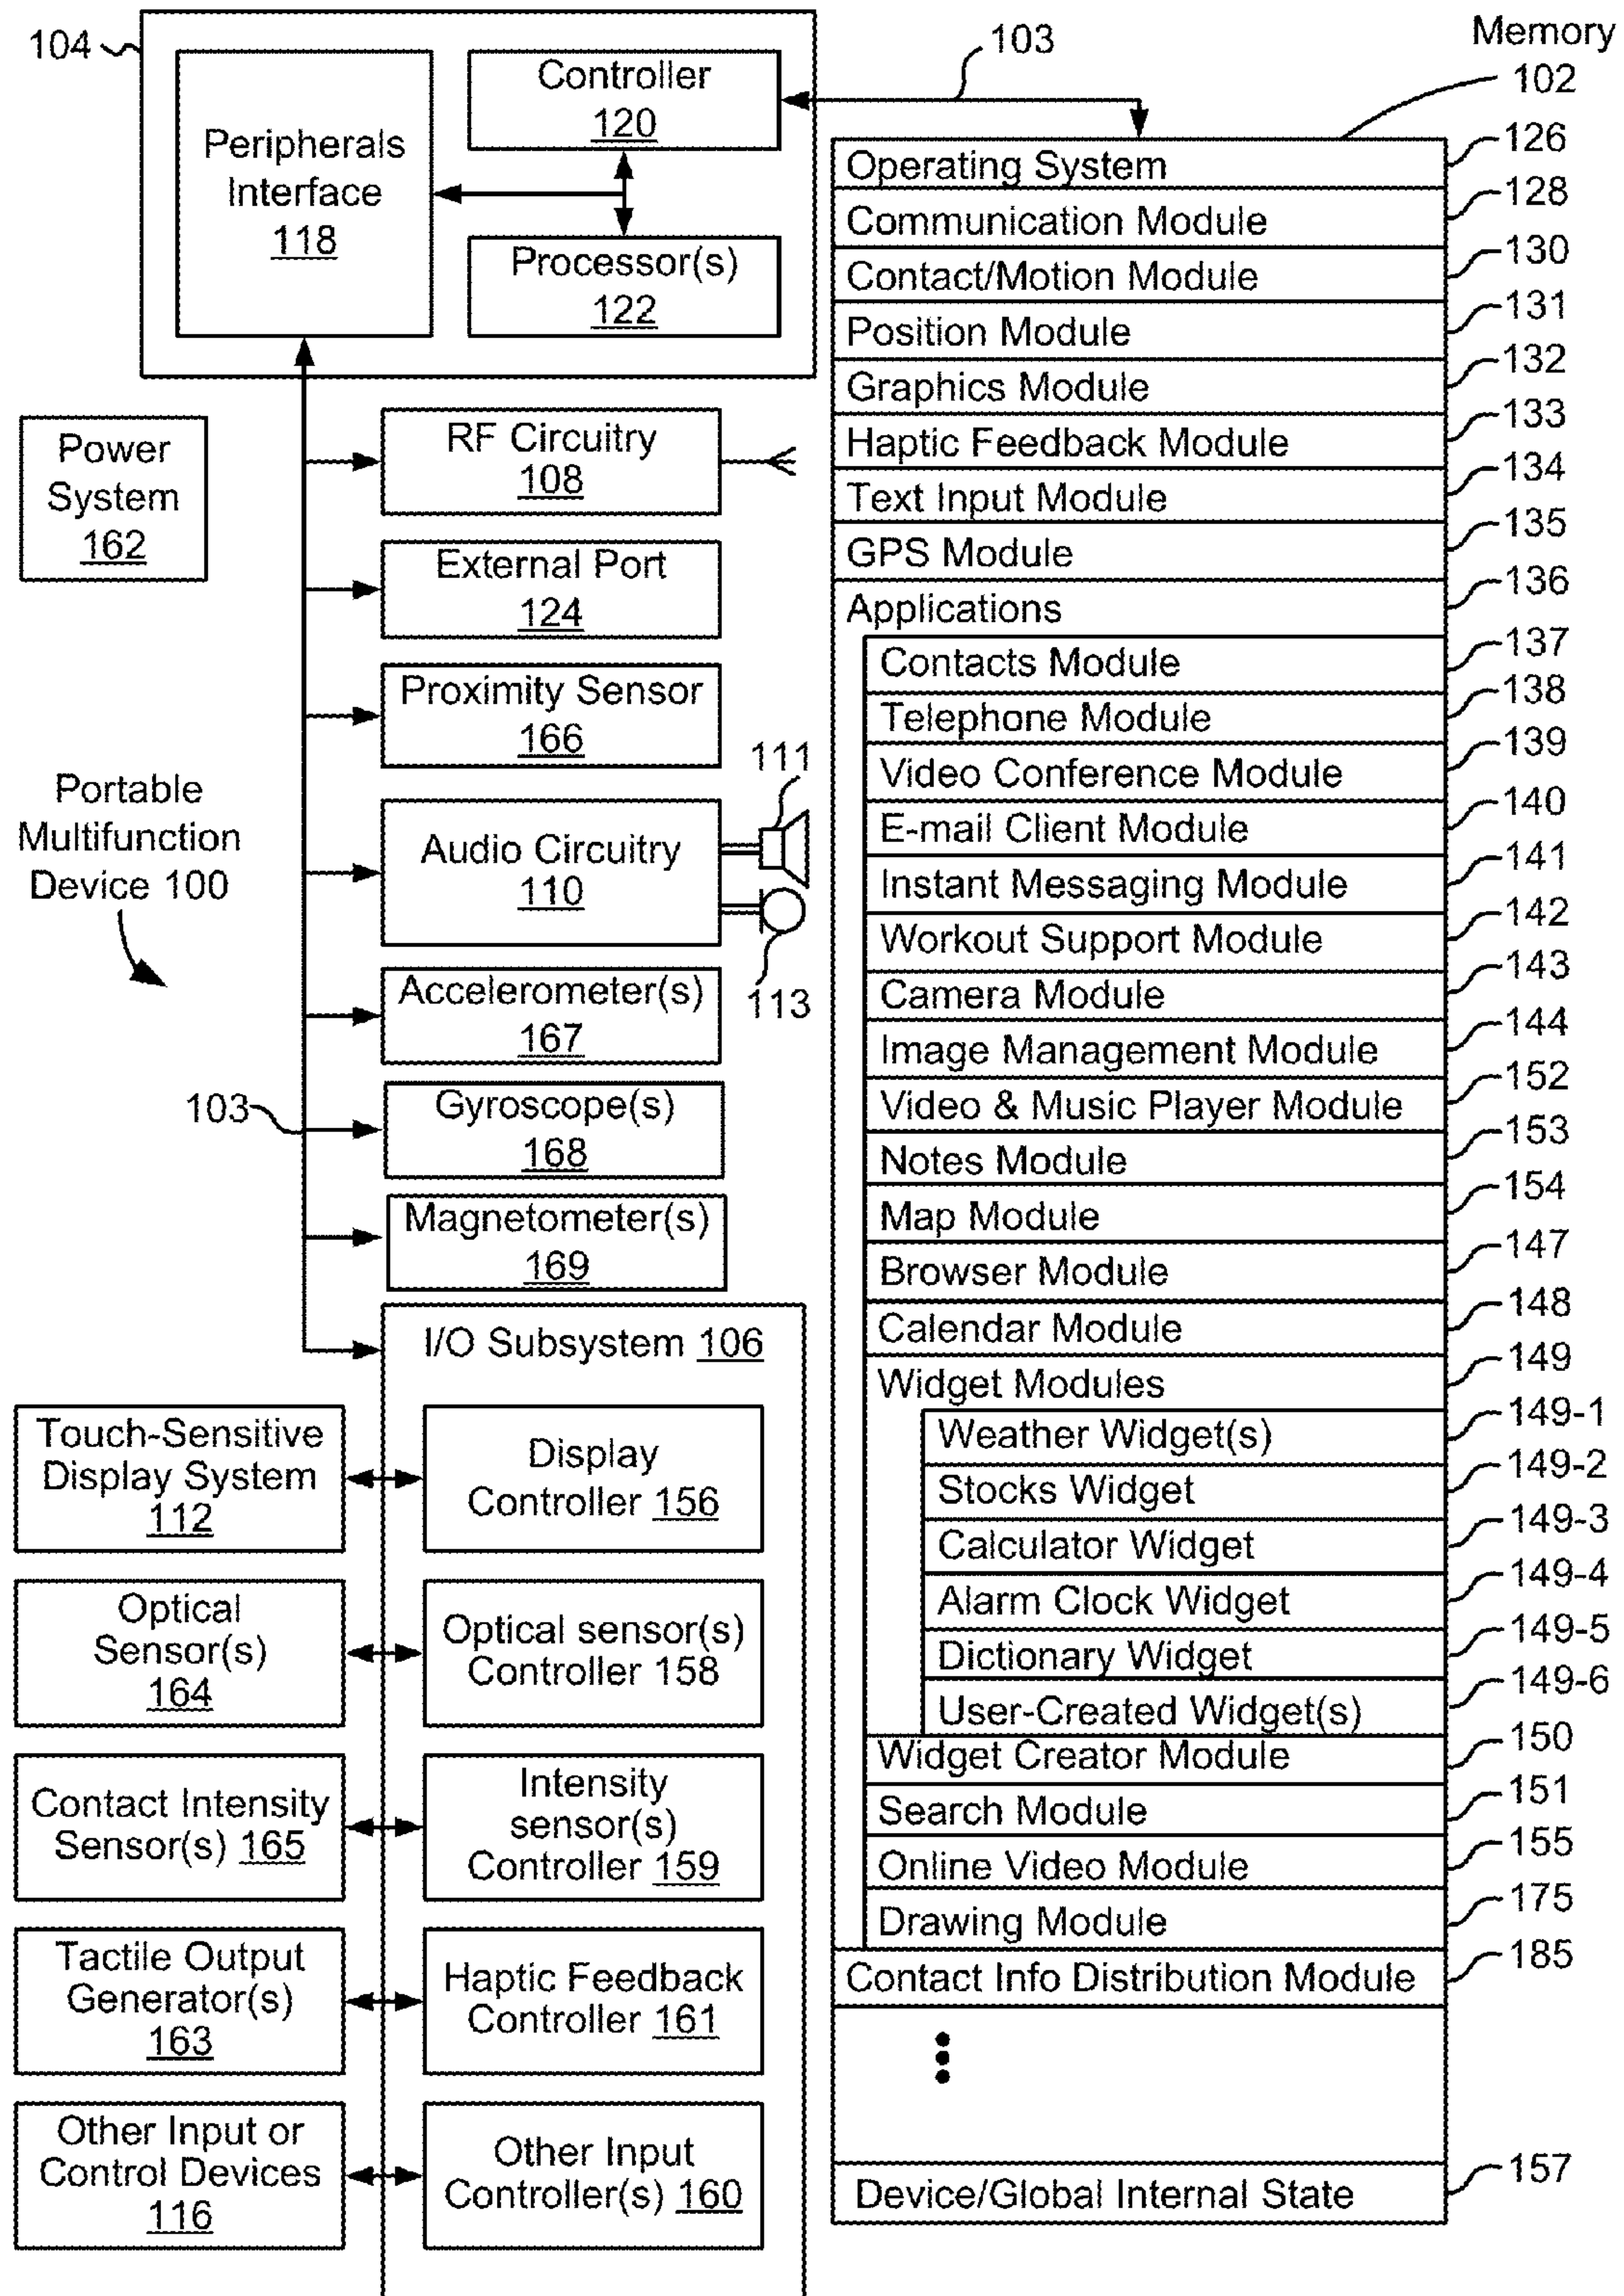 104
Peripherals
Interface
118
Controller
120
Processor(s)
122
103
Memory
102
Power
System
162
RF Circuitry
108
External Port
124
Proximity Sensor
166
Portable
Multifunction
Device 100
Audio Circuitry
110
111
113
Accelerometer(s)
167
103
Gyroscope(s)
168
Magnetometer(s)
169
I/O Subsystem 106
Touch-Sensitive
Display System
112
Display
Controller 156
Optical
Sensor(s)
164
Optical sensor(s)
Controller 158
Contact Intensity
Sensor(s) 165
Intensity
sensor(s)
Controller 159
Tactile Output
Generator(s)
163
Haptic Feedback
Controller 161
Other Input or
Control Devices
116
Other Input
Controller(s) 160
Operating System 126
Communication Module 128
Contact/Motion Module 130
Position Module 131
Graphics Module 132
Haptic Feedback Module 133
Text Input Module 134
GPS Module 135
Applications 136
Contacts Module 137
Telephone Module 138
Video Conference Module 139
E-mail Client Module 140
Instant Messaging Module 141
Workout Support Module 142
Camera Module 143
Image Management Module 144
Video & Music Player Module 152
Notes Module 153
Map Module 154
Browser Module 147
Calendar Module 148
Widget Modules 149
Weather Widget(s) 149-1
Stocks Widget 149-2
Calculator Widget 149-3
Alarm Clock Widget 149-4
Dictionary Widget 149-5
User-Created Widget(s) 149-6
Widget Creator Module 150
Search Module 151
Online Video Module 155
Drawing Module 175
Contact Info Distribution Module 185
Device/Global Internal State 157